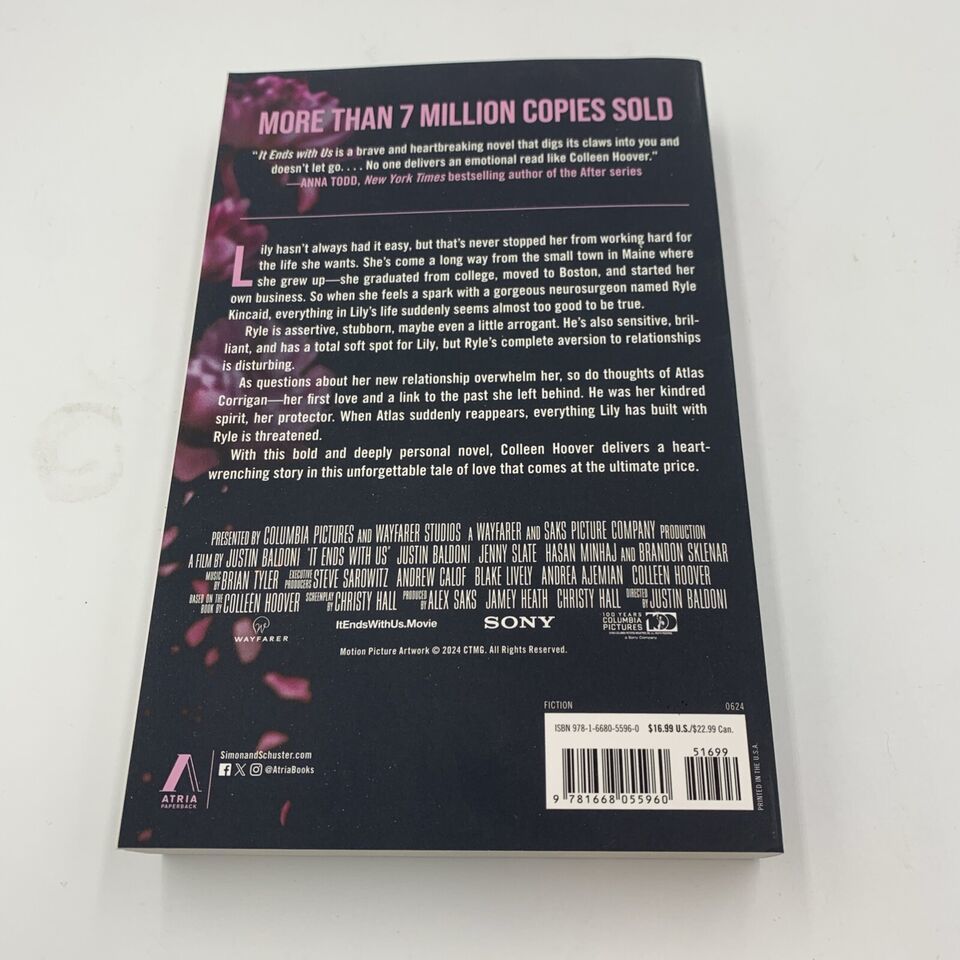 MORE THAN 7 MILLION COPIES SOLD
“It Ends with Us is a brave and heartbreaking novel that digs its claws into you and
doesn’t let go. . . . No one delivers an emotional read like Colleen Hoover.”
—ANNA TODD, New York Times bestselling author of the After series
Lily hasn’t always had it easy, but that’s never stopped her from working hard for
the life she wants. She’s come a long way from the small town in Maine where
she grew up—she graduated from college, moved to Boston, and started her
own business. So when she feels a spark with a gorgeous neurosurgeon named Ryle
Kincaid, everything in Lily’s life suddenly seems almost too good to be true.
Ryle is assertive, stubborn, maybe even a little arrogant. He’s also sensitive, bril-
liant, and has a total soft spot for Lily, but Ryle’s complete aversion to relationships
is disturbing.
As questions about her new relationship overwhelm her, so do thoughts of Atlas
Corrigan—her first love and a link to the past she left behind. He was her kindred
spirit, her protector. When Atlas suddenly reappears, everything Lily has built with
Ryle is threatened.
With this bold and deeply personal novel, Colleen Hoover delivers a heart-
wrenching story in this unforgettable tale of love that comes at the ultimate price.
PRESENTED BY COLUMBIA PICTURES AND WAYFARER STUDIOS A WAYFARER AND SAKS PICTURE COMPANY PRODUCTION
A FILM BY JUSTIN BALDONI 'IT ENDS WITH US' JUSTIN BALDONI JENNY SLATE HASAN MINHAJ AND BRANDON SKLENAR
MUSIC BY BRIAN TYLER EXECUTIVE PRODUCERS STEVE SAROWITZ ANDREW CALOF BLAKE LIVELY ANDREA AJEMIAN COLLEEN HOOVER
BASED ON THE BOOK BY COLLEEN HOOVER SCREENPLAY BY CHRISTY HALL PRODUCED BY ALEX SAKS JAMEY HEATH CHRISTY HALL DIRECTED BY JUSTIN BALDONI
WAYFARER
ItEndsWithUs.Movie
SONY
100 YEARS
COLUMBIA
PICTURES
a Sony Company
Motion Picture Artwork © 2024 CTMG. All Rights Reserved.
FICTION 0624
ISBN 978-1-6680-5596-0 $16.99 U.S./$22.99 Can.
51699
9 781668 055960
PRINTED IN THE U.S.A.
ATRIA
PAPERBACK
SimonandSchuster.com
@AtriaBooks